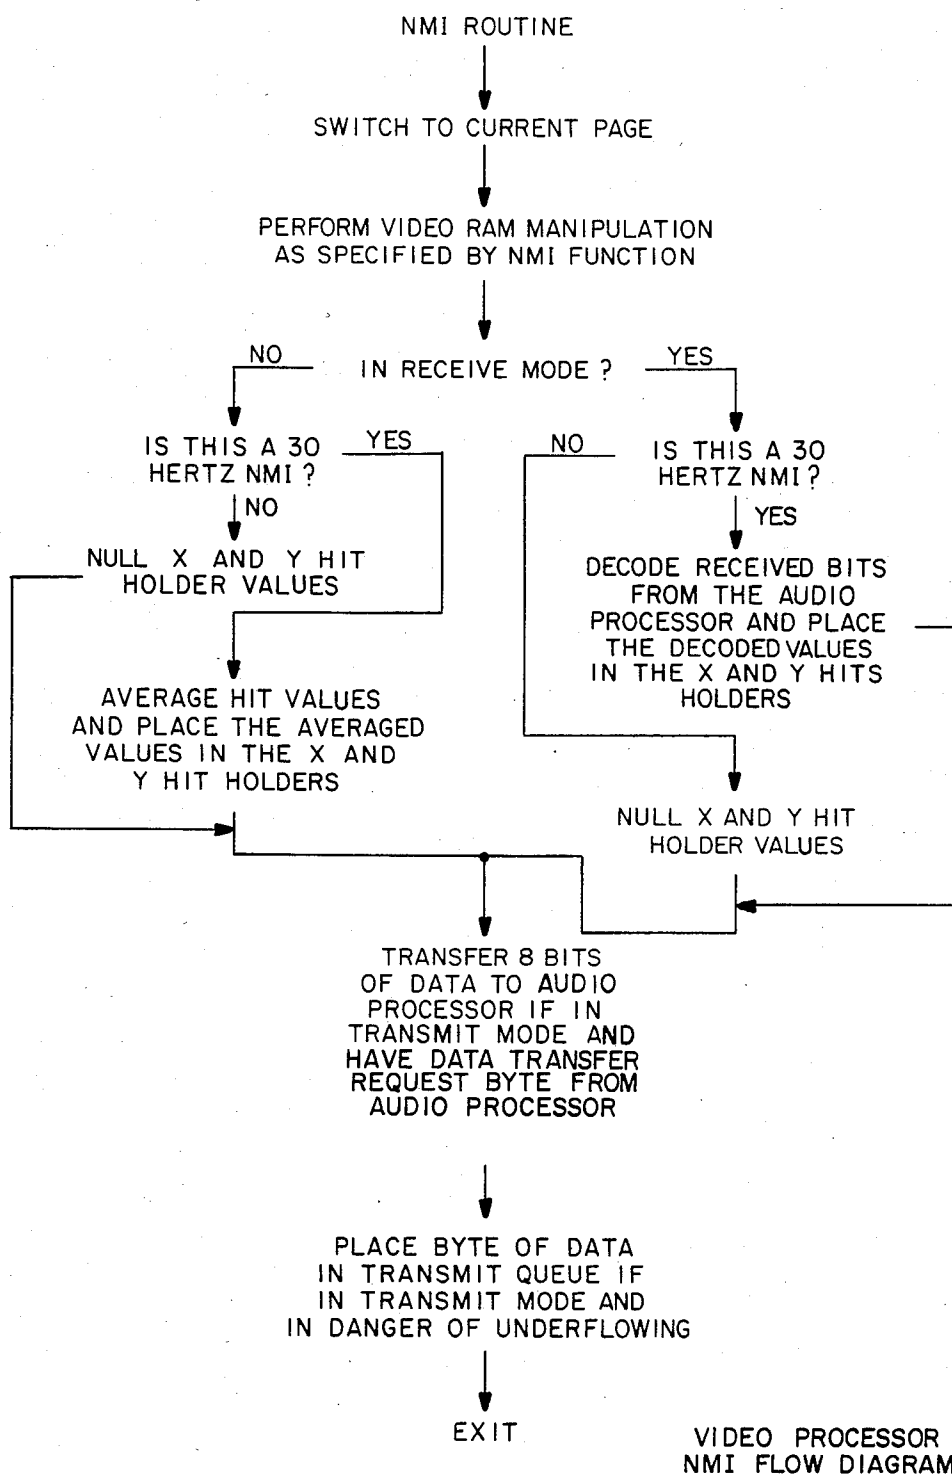 NMI ROUTINE
SWITCH TO CURRENT PAGE
PERFORM VIDEO RAM MANIPULATION
AS SPECIFIED BY NMI FUNCTION
NO
IN RECEIVE MODE ?
YES
IS THIS A 30
HERTZ NMI ?
YES
NO
NULL X AND Y HIT
HOLDER VALUES
AVERAGE HIT VALUES
AND PLACE THE AVERAGED
VALUES IN THE X AND
Y HIT HOLDERS
NO
IS THIS A 30
HERTZ NMI ?
YES
DECODE RECEIVED BITS
FROM THE AUDIO
PROCESSOR AND PLACE
THE DECODED VALUES
IN THE X AND Y HITS
HOLDERS
NULL X AND Y HIT
HOLDER VALUES
TRANSFER 8 BITS
OF DATA TO AUDIO
PROCESSOR IF IN
TRANSMIT MODE AND
HAVE DATA TRANSFER
REQUEST BYTE FROM
AUDIO PROCESSOR
PLACE BYTE OF DATA
IN TRANSMIT QUEUE IF
IN TRANSMIT MODE AND
IN DANGER OF UNDERFLOWING
EXIT
VIDEO PROCESSOR
NMI FLOW DIAGRAM